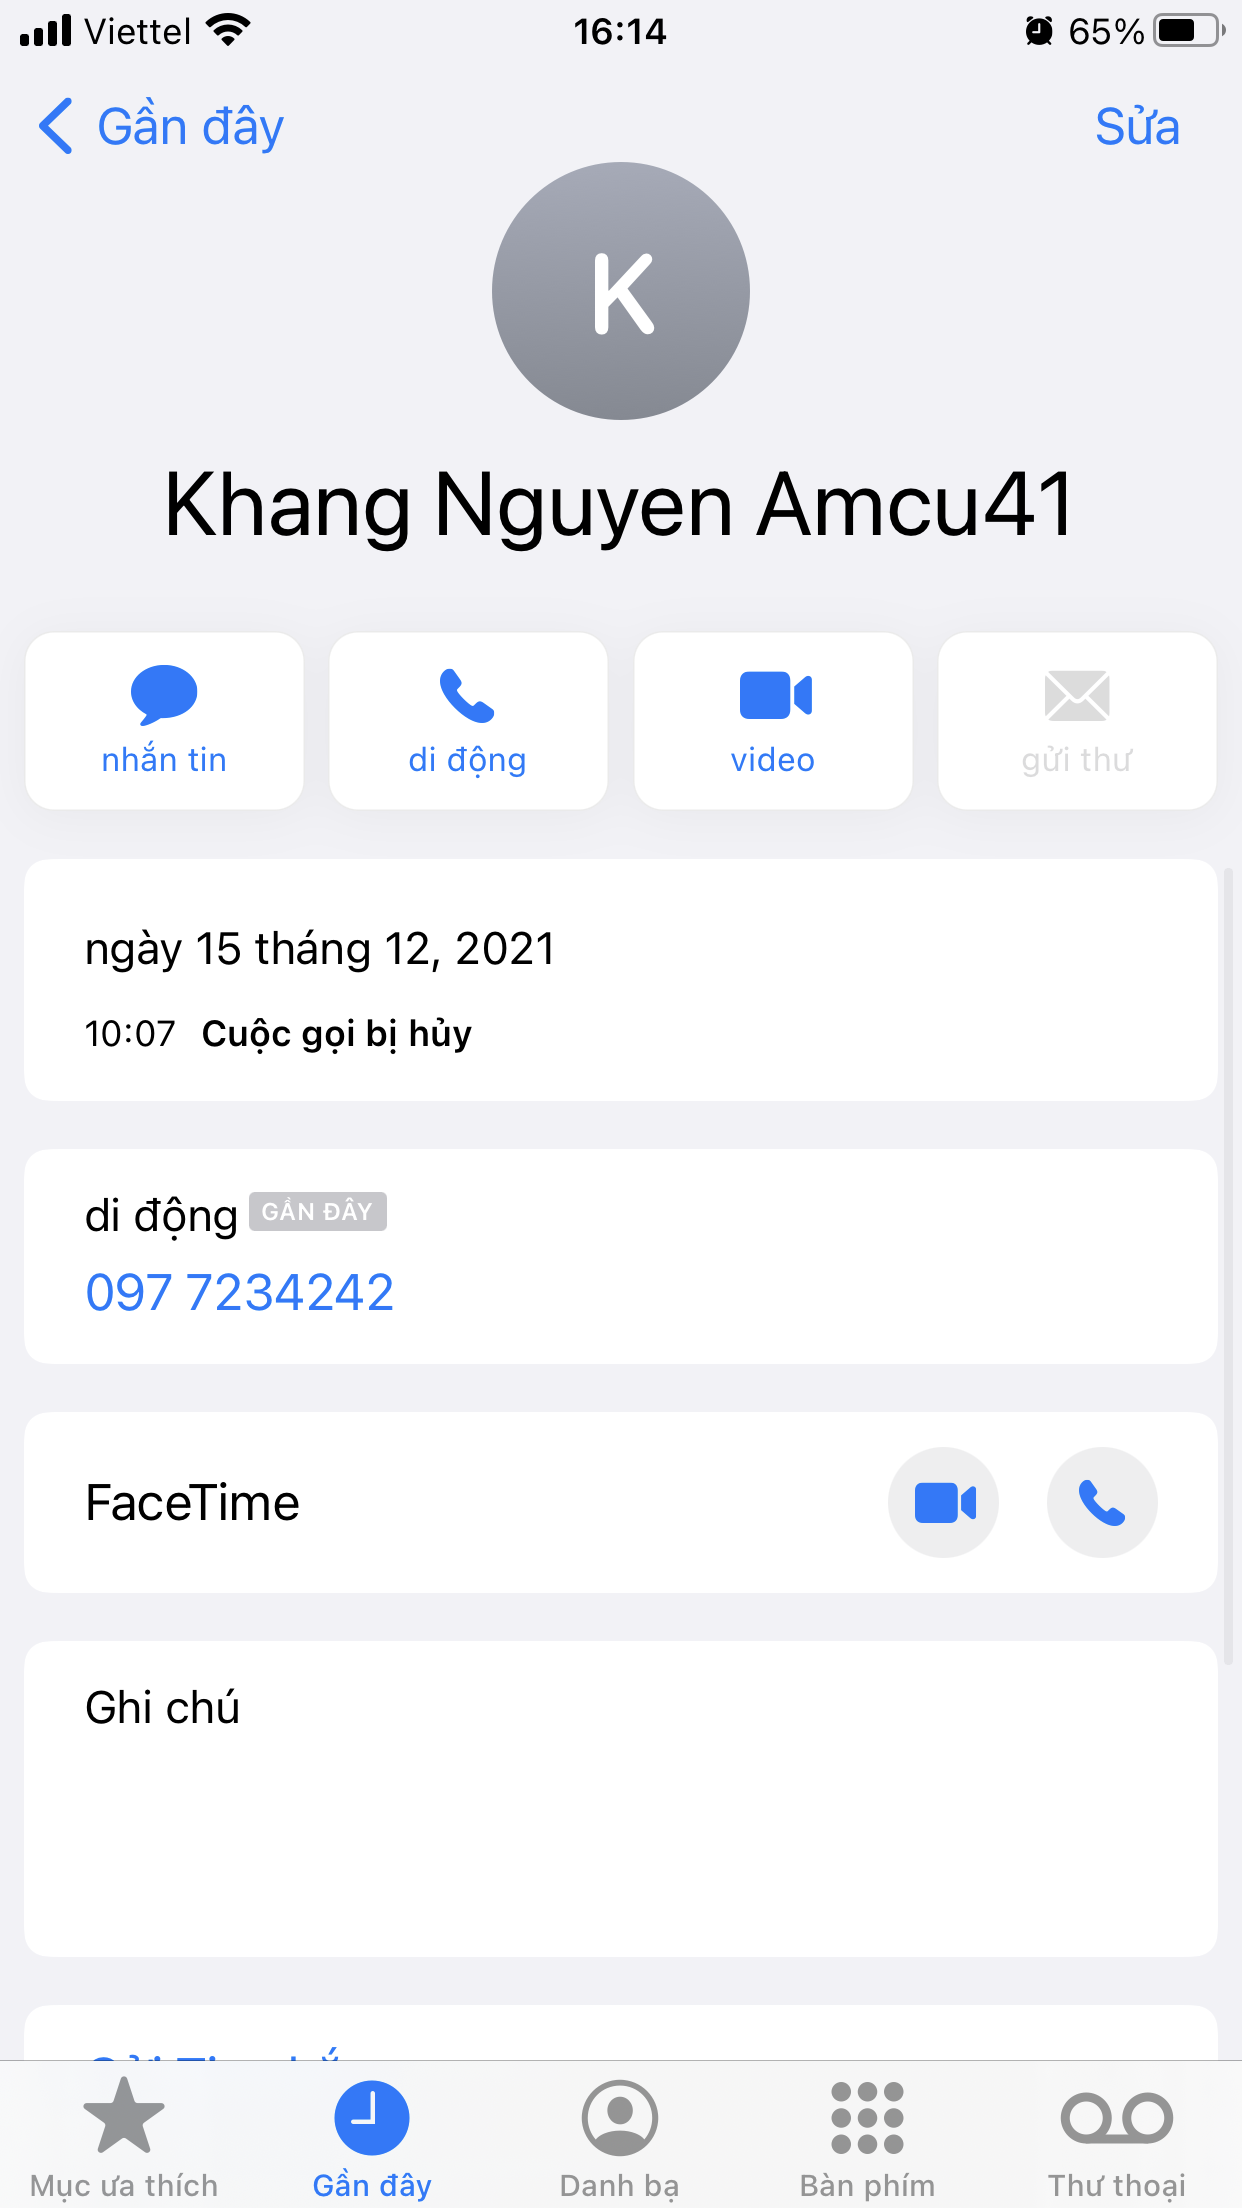 Viettel 16:14 65%
Gần đây Sửa
K
Khang Nguyen Amcu41
nhắn tin di động video gửi thư
ngày 15 tháng 12, 2021
10:07 Cuộc gọi bị hủy
di động GẦN ĐÂY
097 7234242
FaceTime
Ghi chú
Mục ưa thích Gần đây Danh bạ Bàn phím Thư thoại